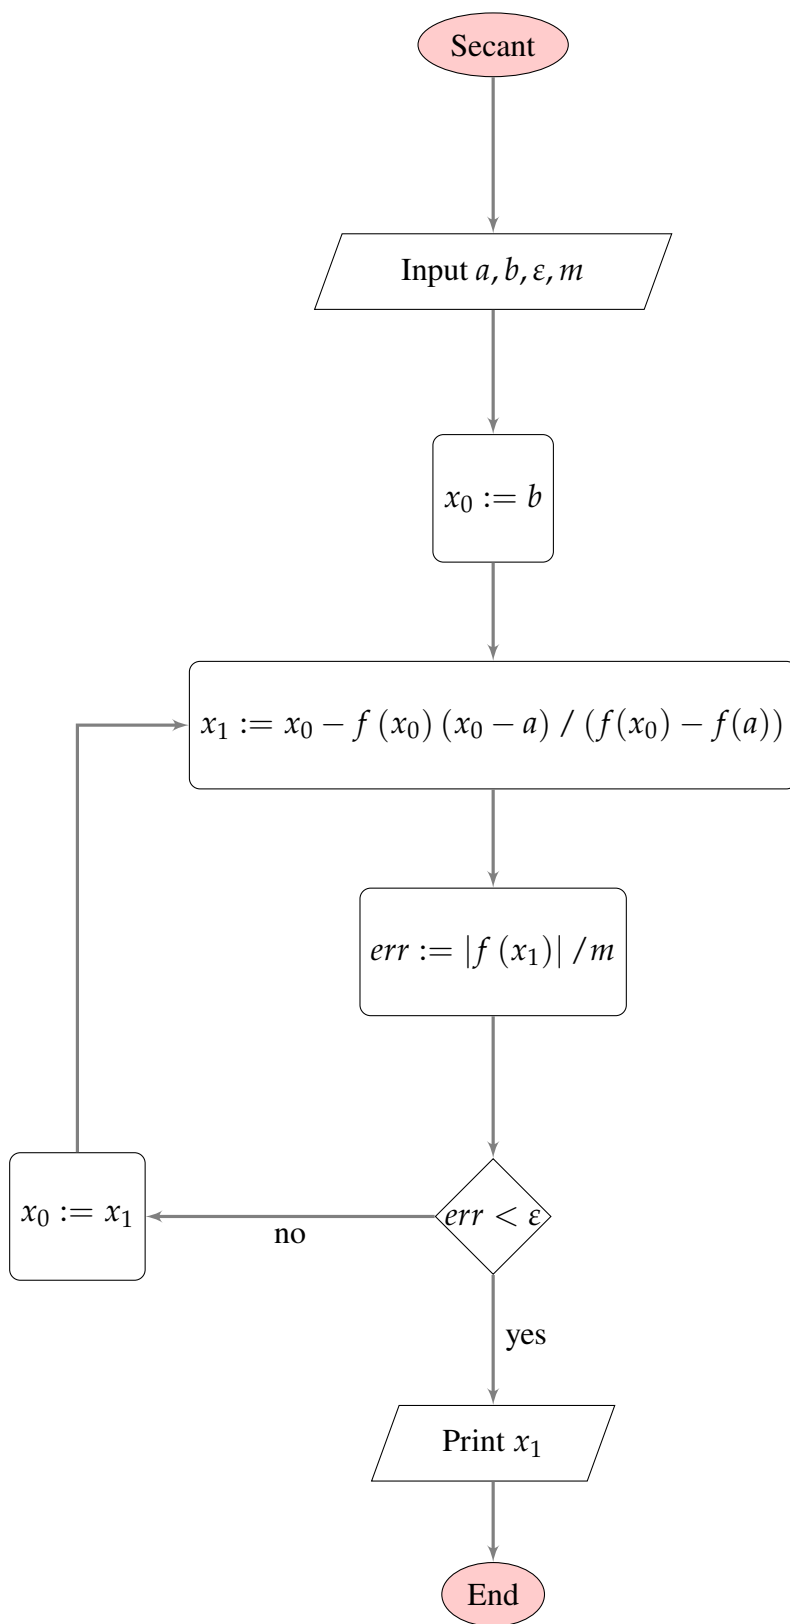 Secant
Input a, b, ε, m
x₀ := b
x₁ := x₀ − f (x₀) (x₀ − a) / (f(x₀) − f(a))
err := |f (x₁)| /m
x₀ := x₁
no
err < ε
yes
Print x₁
End